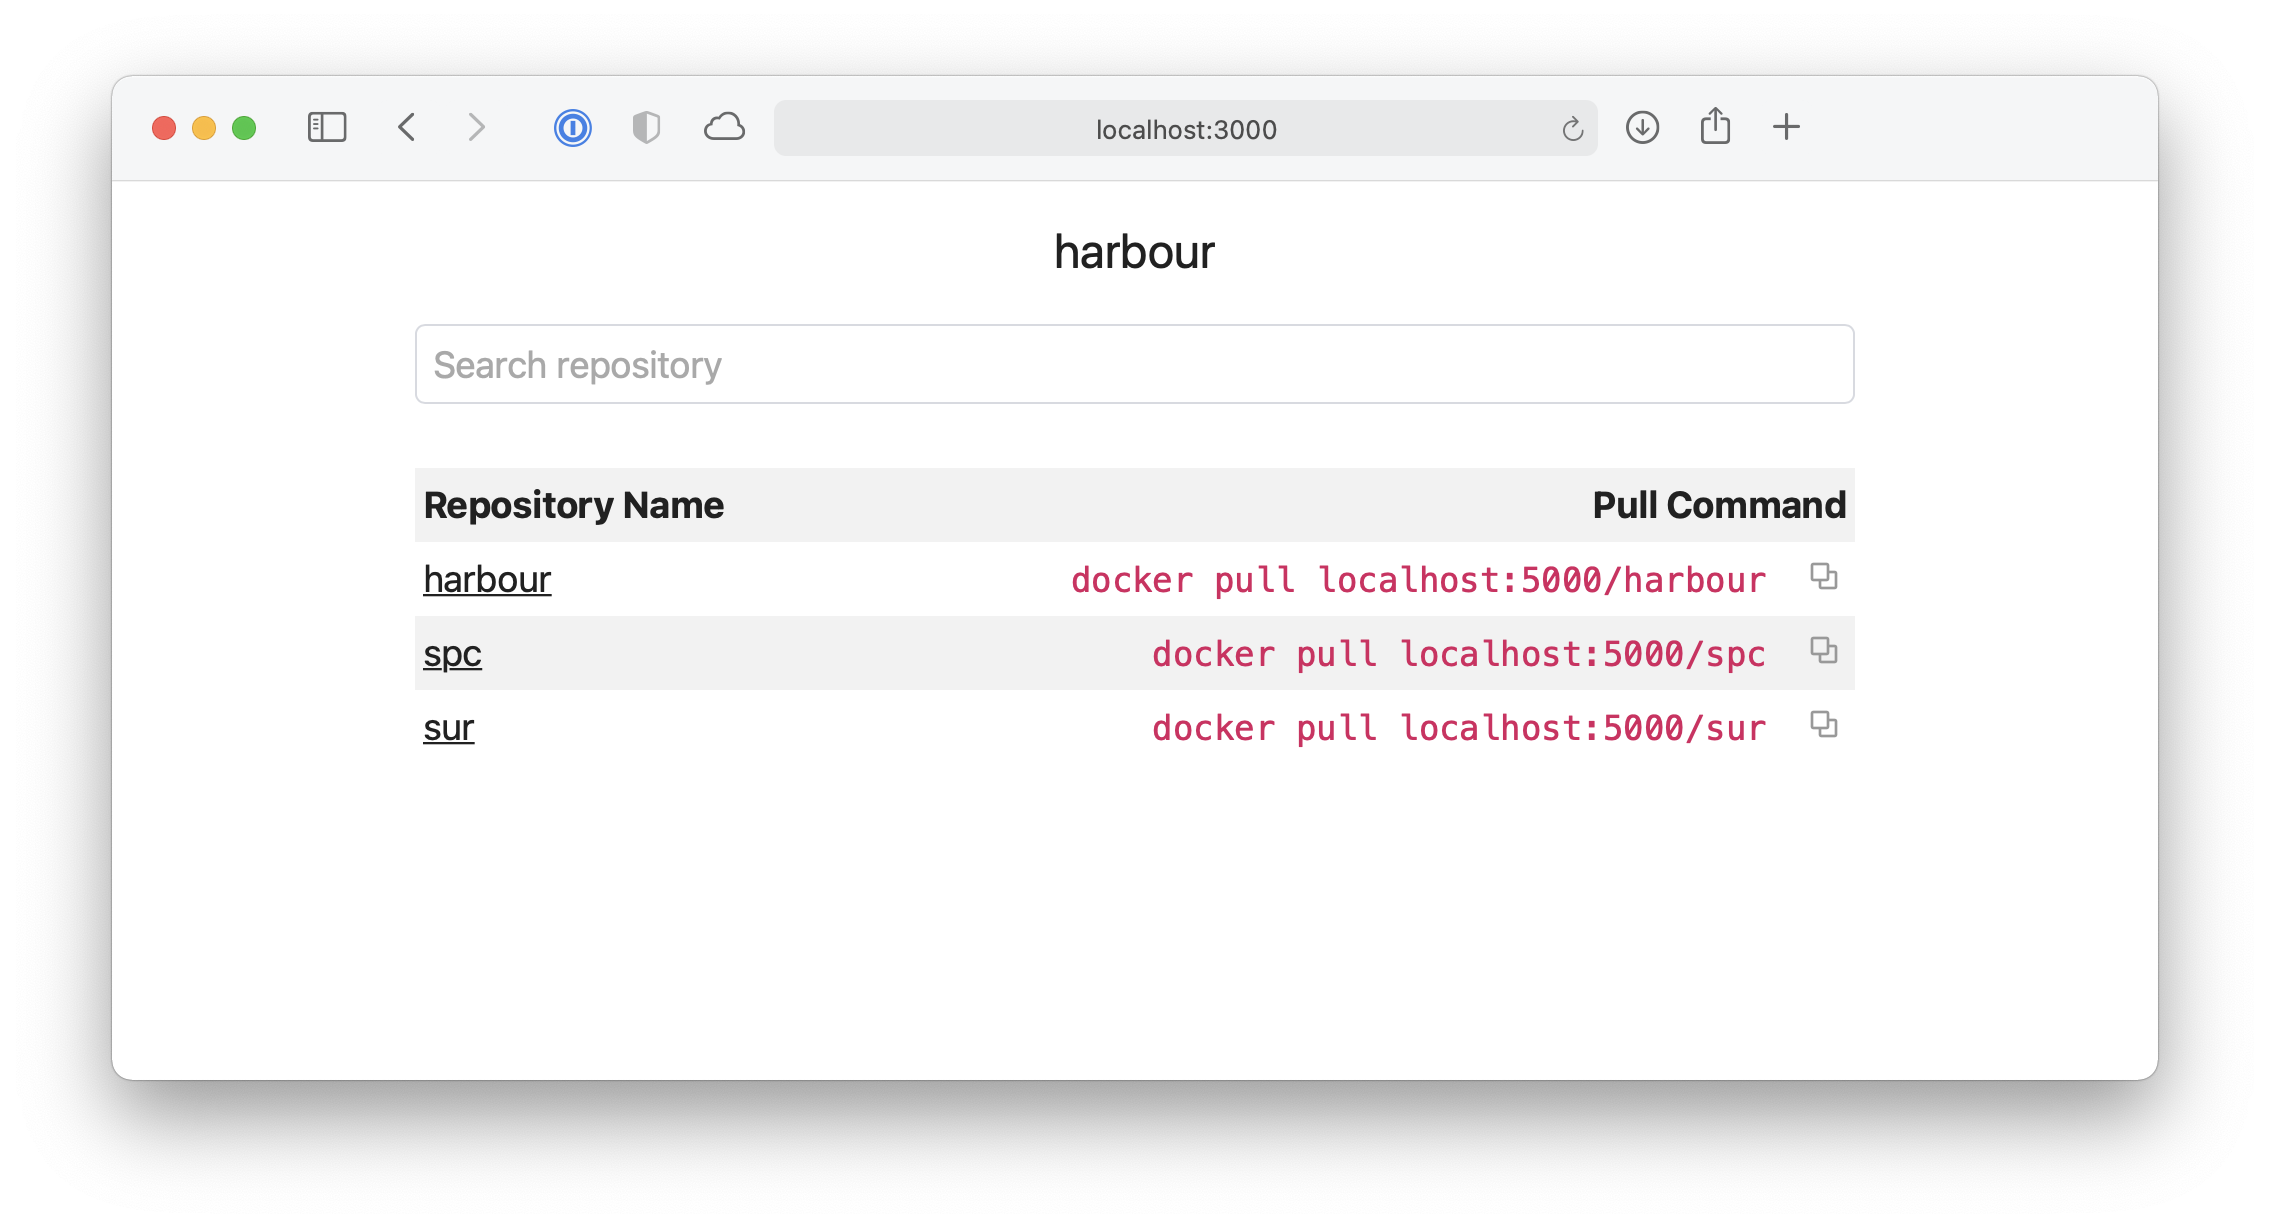 localhost:3000
harbour
Search repository
Repository Name Pull Command
harbour docker pull localhost:5000/harbour
spc docker pull localhost:5000/spc
sur docker pull localhost:5000/sur